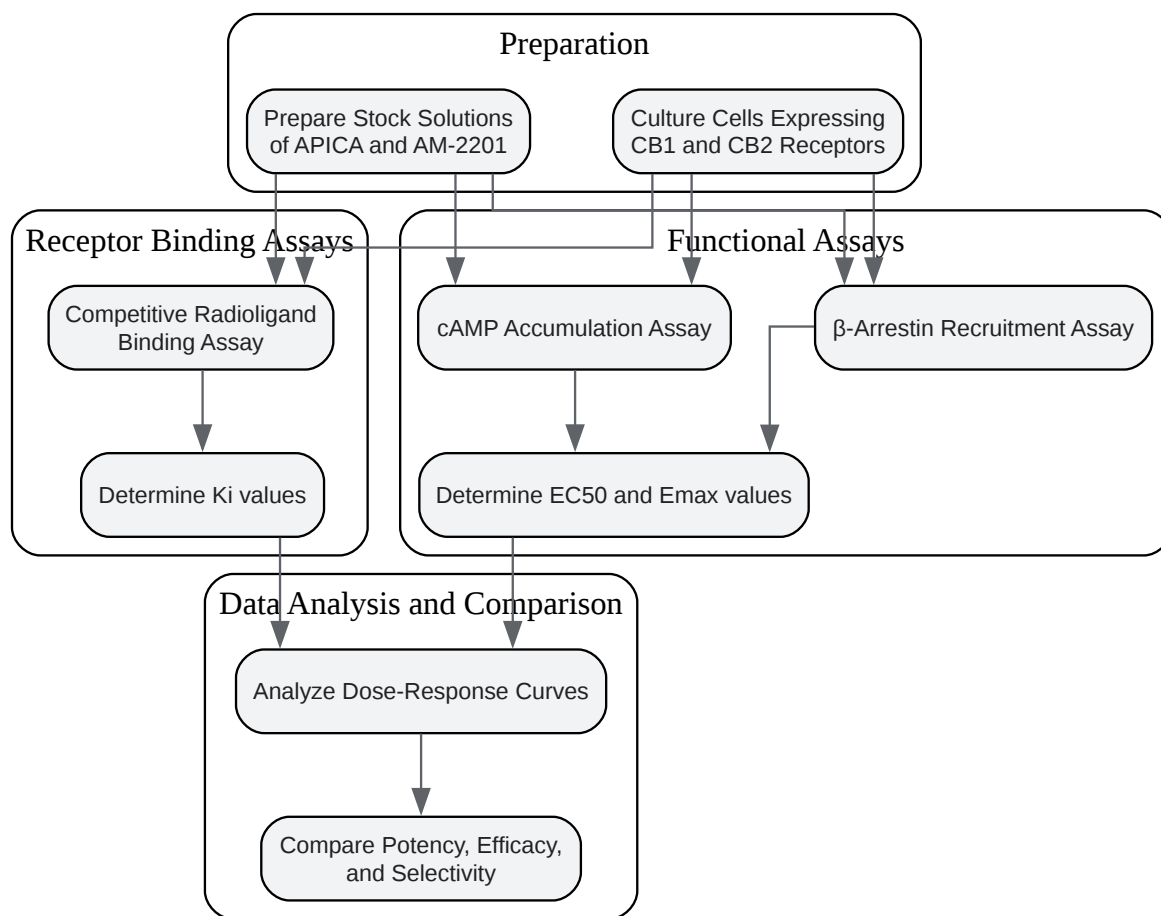 Preparation
Prepare Stock Solutions
of APICA and AM-2201
Culture Cells Expressing
CB1 and CB2 Receptors
Receptor Binding Assays
Functional Assays
Competitive Radioligand
Binding Assay
cAMP Accumulation Assay
β-Arrestin Recruitment Assay
Determine Ki values
Determine EC50 and Emax values
Data Analysis and Comparison
Analyze Dose-Response Curves
Compare Potency, Efficacy,
and Selectivity